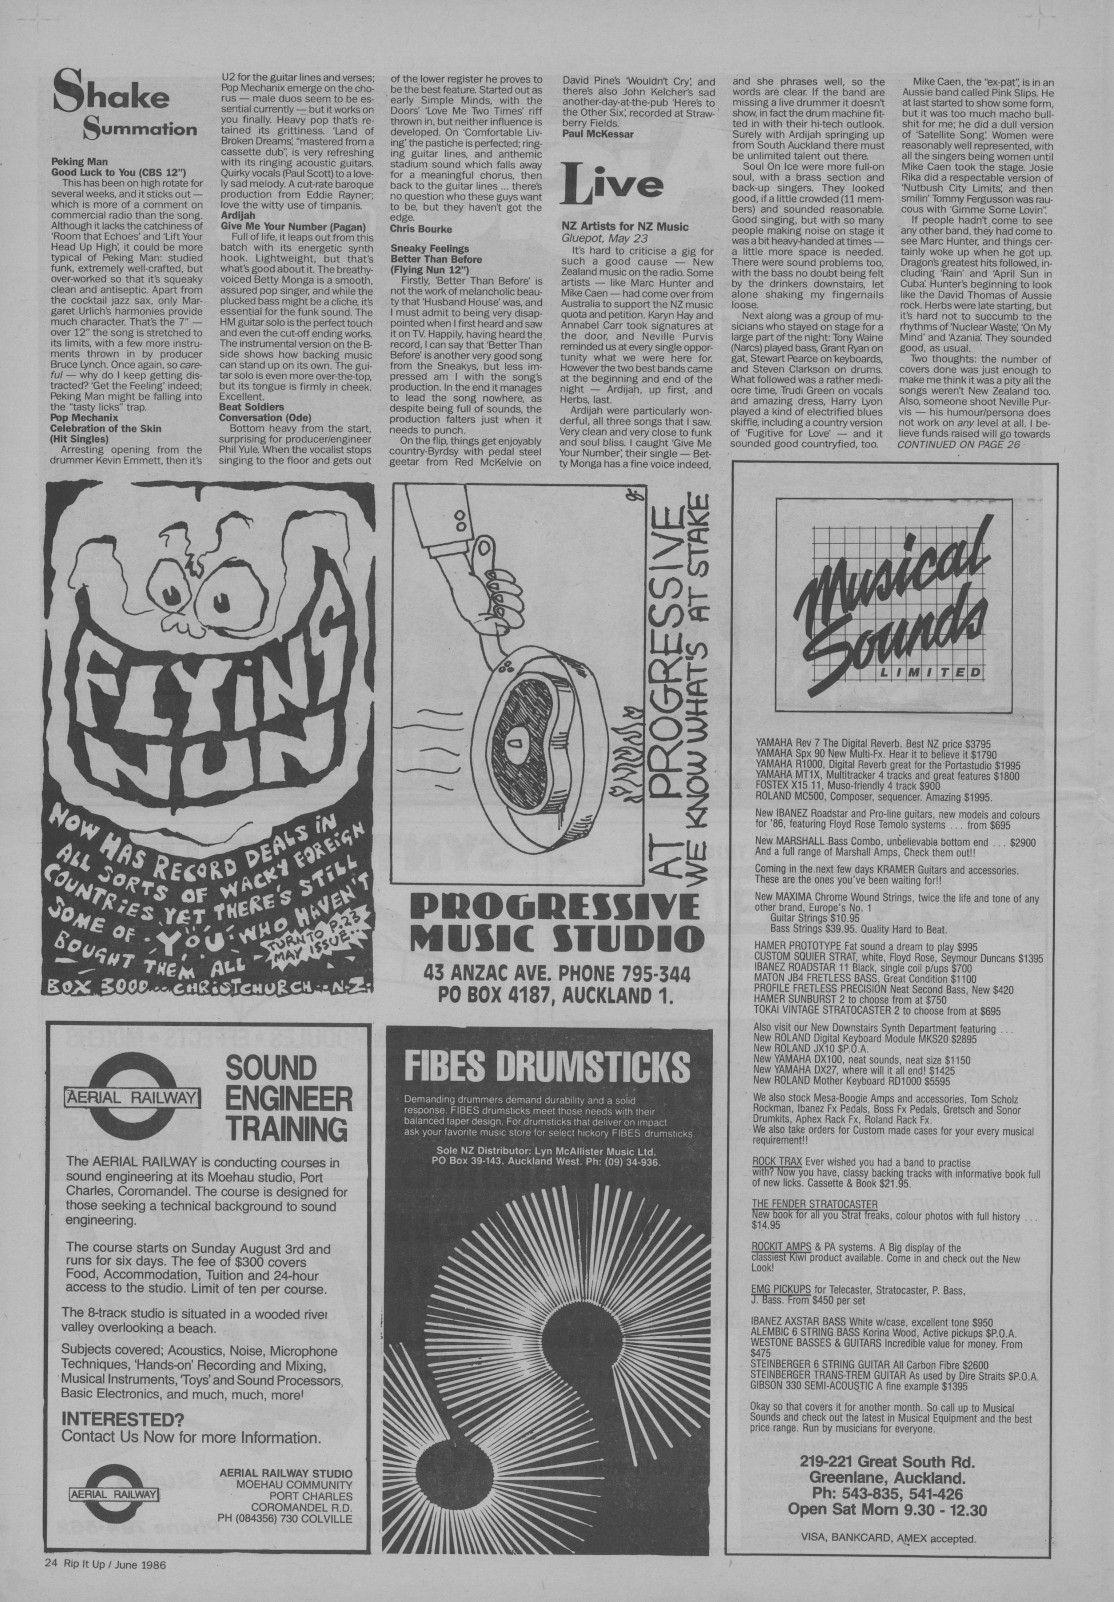 Shake
Summation
Peking Man
Good Luck to You (CBS 12")
This has been on high rotate for
several weeks, and it sticks out —
which is more of a comment on
commercial radio than the song.
Although it lacks the catchiness of
'Room that Echoes' and 'Lift Your
Head Up High', it could be more
typical of Peking Man: studied
funk, extremely well-crafted, but
over-worked so that it's squeaky
clean and antiseptic. Apart from
the cocktail jazz sax, only Mar-
garet Urlich's harmonies provide
much character. That's the 7" —
over 12" the song is stretched to
its limits, with a few more instru-
ments thrown in by producer
Bruce Lynch. Once again, so care-
ful — why do I keep getting dis-
tracted? 'Get the Feeling' indeed;
Peking Man might be falling into
the "tasty licks" trap.
Pop Mechanix
Celebration of the Skin
(Hit Singles)
Arresting opening from the
drummer Kevin Emmett, then it's
U2 for the guitar lines and verses;
Pop Mechanix emerge on the cho-
rus — male duos seem to be es-
sential currently — but it works on
you finally. Heavy pop that's re-
tained its grittiness. 'Land of
Broken Dreams', "mastered from a
cassette dub", is very refreshing
with its ringing acoustic guitars.
Quirky vocals (Paul Scott) to a love-
ly sad melody. A cut-rate baroque
production from Eddie Rayner;
love the witty use of timpanis.
Ardijah
Give Me Your Number (Pagan)
Full of life, it leaps out from this
batch with its energetic synth
hook. Lightweight, but that's
what's good about it. The breathy-
voiced Betty Monga is a smooth,
assured pop singer, and while the
plucked bass might be a cliche, it's
essential for the funk sound. The
HM guitar solo is the perfect touch
and even the cut-off ending works.
The instrumental version on the B-
side shows how backing music
can stand up on its own. The gui-
tar solo is even more over-the-top,
but its tongue is firmly in cheek.
Excellent.
Beat Soldiers
Conversation (Ode)
Bottom heavy from the start,
surprising for producer/engineer
Phil Yule. When the vocalist stops
singing to the floor and gets out
of the lower register he proves to
be the best feature. Started out as
early Simple Minds, with the
Doors' 'Love Me Two Times' riff
thrown in, but neither influence is
developed. On 'Comfortable Liv-
ing' the pastiche is perfected; ring-
ing guitar lines, and anthemic
stadium sound which falls away
for a meaningful chorus, then
back to the guitar lines ... there's
no question who these guys want
to be, but they haven't got the
edge.
Chris Bourke
Sneaky Feelings
Better Than Before
(Flying Nun 12")
Firstly, 'Better Than Before' is
not the work of melancholic beau-
ty that 'Husband House' was, and
I must admit to being very disap-
pointed when I first heard and saw
it on TV. Happily, having heard the
record, I can say that 'Better Than
Before' is another very good song
from the Sneakys, but less im-
pressed am I with the song's
production. In the end it manages
to lead the song nowhere, as
despite being full of sounds, the
production falters just when it
needs to punch.
On the flip, things get enjoyably
country-Byrdsy with pedal steel
geetar from Red McKelvie on
David Pine's 'Wouldn't Cry', and
there's also John Kelcher's sad
another-day-at-the-pub 'Here's to
the Other Six', recorded at Straw-
berry Fields.
Paul McKessar
Live
NZ Artists for NZ Music
Gluepot, May 23
It's hard to criticise a gig for
such a good cause — New
Zealand music on the radio. Some
artists — like Marc Hunter and
Mike Caen — had come over from
Australia to support the NZ music
quota and petition. Karyn Hay and
Annabel Carr took signatures at
the door, and Neville Purvis
reminded us at every single oppor-
tunity what we were here for.
However the two best bands came
at the beginning and end of the
night — Ardijah, up first, and
Herbs, last.
Ardijah were particularly won-
derful, all three songs that I saw.
Very clean and very close to funk
and soul bliss. I caught 'Give Me
Your Number', their single — Bet-
ty Monga has a fine voice indeed,
and she phrases well, so the
words are clear. If the band are
missing a live drummer it doesn't
show, in fact the drum machine fit-
ted in with their hi-tech outlook.
Surely with Ardijah springing up
from South Auckland there must
be unlimited talent out there.
Soul On Ice were more full-on
soul, with a brass section and
back-up singers. They looked
good, if a little crowded (11 mem-
bers) and sounded reasonable.
Good singing, but with so many
people making noise on stage it
was a bit heavy-handed at times —
a little more space is needed.
There were sound problems too,
with the bass no doubt being felt
by the drinkers downstairs, let
alone shaking my fingernails
loose.
Next along was a group of mu-
sicians who stayed on stage for a
large part of the night: Tony Waine
(Narcs) played bass, Grant Ryan on
gat, Stewart Pearce on keyboards,
and Steven Clarkson on drums.
What followed was a rather medi-
ocre time, Trudi Green on vocals
and amazing dress, Harry Lyon
played a kind of electrified blues
skiffle, including a country version
of 'Fugitive for Love' — and it
sounded good countryfied, too.
Mike Caen, the "ex-pat", is in an
Aussie band called Pink Slips. He
at last started to show some form,
but it was too much macho bull-
shit for me; he did a dull version
of 'Satellite Song'. Women were
reasonably well represented, with
all the singers being women until
Mike Caen took the stage. Josie
Rika did a respectable version of
'Nutbush City Limits', and then
smilin' Tommy Fergusson was rau-
cous with 'Gimme Some Lovin''.
If people hadn't come to see
any other band, they had come to
see Marc Hunter, and things cer-
tainly woke up when he got up.
Dragon's greatest hits followed, in-
cluding 'Rain' and 'April Sun in
Cuba'. Hunter's beginning to look
like the David Thomas of Aussie
rock. Herbs were late starting, but
it's hard not to succumb to the
rhythms of 'Nuclear Waste', 'On My
Mind' and 'Azania'. They sounded
good, as usual.
Two thoughts: the number of
covers done was just enough to
make me think it was a pity all the
songs weren't New Zealand too.
Also, someone shoot Neville Pur-
vis — his humour/persona does
not work on any level at all. I be-
lieve funds raised will go towards
CONTINUED ON PAGE 26
FLYING
NUN
NOW HAS RECORD DEALS IN
ALL SORTS OF WACKY FOREIGN
COUNTRIES YET THERE'S STILL
SOME OF "YOU" WHO HAVEN'T
BOUGHT THEM ALL
TURN TO P.23
MAY ISSUE
BOX 3000... CHRISTCHURCH.. N.Z.
AT PROGRESSIVE
WE KNOW WHAT'S AT STAKE
PROGRESSIVE
MUSIC STUDIO
43 ANZAC AVE. PHONE 795-344
PO BOX 4187, AUCKLAND 1.
AERIAL RAILWAY
SOUND
ENGINEER
TRAINING
The AERIAL RAILWAY is conducting courses in
sound engineering at its Moehau studio, Port
Charles, Coromandel. The course is designed for
those seeking a technical background to sound
engineering.
The course starts on Sunday August 3rd and
runs for six days. The fee of $300 covers
Food, Accommodation, Tuition and 24-hour
access to the studio. Limit of ten per course.
The 8-track studio is situated in a wooded river
valley overlooking a beach.
Subjects covered; Acoustics, Noise, Microphone
Techniques, 'Hands-on' Recording and Mixing,
Musical Instruments, 'Toys' and Sound Processors,
Basic Electronics, and much, much, more!
INTERESTED?
Contact Us Now for more Information.
AERIAL RAILWAY
AERIAL RAILWAY STUDIO
MOEHAU COMMUNITY
PORT CHARLES
COROMANDEL R.D.
PH (084356) 730 COLVILLE
FIBES DRUMSTICKS
Demanding drummers demand durability and a solid
response. FIBES drumsticks meet those needs with their
balanced taper design. For drumsticks that deliver on impact
ask your favorite music store for select hickory FIBES drumsticks.
Sole NZ Distributor: Lyn McAllister Music Ltd.
PO Box 39-143, Auckland West. Ph: (09) 34-936.
Musical
Sounds
LIMITED
YAMAHA Rev 7 The Digital Reverb. Best NZ price $3795
YAMAHA Spx 90 New Multi-Fx. Hear it to believe it $1790
YAMAHA R1000, Digital Reverb great for the Portastudio $1995
YAMAHA MT1X, Multitracker 4 tracks and great features $1800
FOSTEX X15 11, Muso-friendly 4 track $900
ROLAND MC500, Composer, sequencer. Amazing $1995.
New IBANEZ Roadstar and Pro-line guitars, new models and colours
for '86, featuring Floyd Rose Temolo systems ... from $695
New MARSHALL Bass Combo, unbelievable bottom end ... $2900
And a full range of Marshall Amps, Check them out!!
Coming in the next few days KRAMER Guitars and accessories.
These are the ones you've been waiting for!!
New MAXIMA Chrome Wound Strings, twice the life and tone of any
other brand, Europe's No. 1
Guitar Strings $10.95
Bass Strings $39.95. Quality Hard to Beat.
HAMER PROTOTYPE Fat sound a dream to play $995
CUSTOM SQUIER STRAT, white, Floyd Rose, Seymour Duncans $1395
IBANEZ ROADSTAR 11 Black, single coil p/ups $700
MATON JB4 FRETLESS BASS, Great Condition $1100
PROFILE FRETLESS PRECISION Neat Second Bass, New $420
HAMER SUNBURST 2 to choose from at $750
TOKAI VINTAGE STRATOCASTER 2 to choose from at $695
Also visit our New Downstairs Synth Department featuring ...
New ROLAND Digital Keyboard Module MKS20 $2895
New ROLAND JX10 $P.O.A.
New YAMAHA DX100, neat sounds, neat size $1150
New YAMAHA DX27, where will it all end! $1425
New ROLAND Mother Keyboard RD1000 $5595
We also stock Mesa-Boogie Amps and accessories, Tom Scholz
Rockman, Ibanez Fx Pedals, Boss Fx Pedals, Gretsch and Sonor
Drumkits, Aphex Rack Fx, Roland Rack Fx.
We also take orders for Custom made cases for your every musical
requirement!!
ROCK TRAX Ever wished you had a band to practise
with? Now you have, classy backing tracks with informative book full
of new licks. Cassette & Book $21.95.
THE FENDER STRATOCASTER
New book for all you Strat freaks, colour photos with full history ...
$14.95
ROCKIT AMPS & PA systems. A Big display of the
classiest Kiwi product available. Come in and check out the New
Look!
EMG PICKUPS for Telecaster, Stratocaster, P. Bass,
J. Bass. From $450 per set
IBANEZ AXSTAR BASS White w/case, excellent tone $950
ALEMBIC 6 STRING BASS Korina Wood, Active pickups $P.O.A.
WESTONE BASSES & GUITARS Incredible value for money. From
$475
STEINBERGER 6 STRING GUITAR All Carbon Fibre $2600
STEINBERGER TRANS-TREM GUITAR As used by Dire Straits $P.O.A.
GIBSON 330 SEMI-ACOUSTIC A fine example $1395
Okay so that covers it for another month. So call up to Musical
Sounds and check out the latest in Musical Equipment and the best
price range. Run by musicians for everyone.
219-221 Great South Rd.
Greenlane, Auckland.
Ph: 543-835, 541-426
Open Sat Morn 9.30 - 12.30
VISA, BANKCARD, AMEX accepted.
24 Rip It Up / June 1986